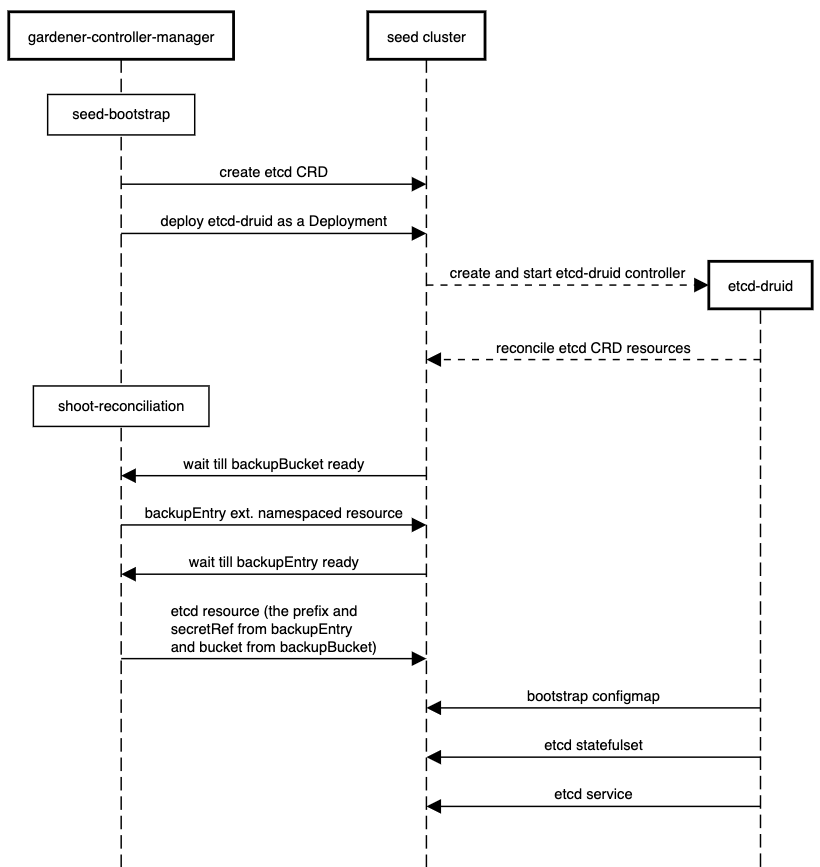 gardener-controller-manager
seed cluster
seed-bootstrap
create etcd CRD
deploy etcd-druid as a Deployment
create and start etcd-druid controller
etcd-druid
reconcile etcd CRD resources
shoot-reconciliation
wait till backupBucket ready
backupEntry ext. namespaced resource
wait till backupEntry ready
etcd resource (the prefix and
secretRef from backupEntry
and bucket from backupBucket)
bootstrap configmap
etcd statefulset
etcd service